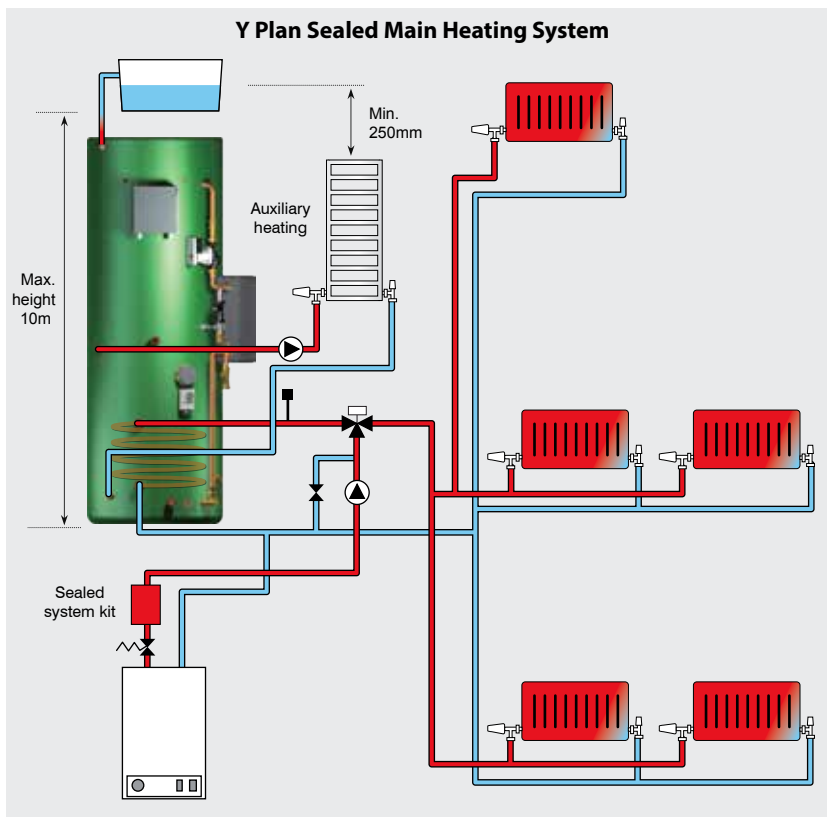 Y Plan Sealed Main Heating System
Min.
250mm
Auxiliary
heating
Max.
height
10m
Sealed
system kit